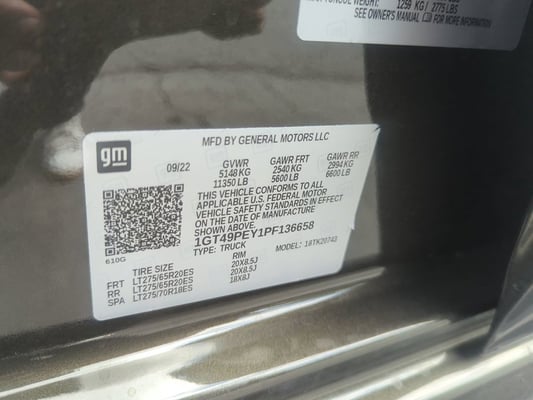 TONGUE WEIGHT: 1259 KG / 2775 LBS
SEE OWNER'S MANUAL FOR MORE INFORMATION
gm
MFD BY GENERAL MOTORS LLC
09/22 GVWR GAWR FRT GAWR RR
5148 KG 2540 KG 2994 KG
11350 LB 5600 LB 6600 LB
THIS VEHICLE CONFORMS TO ALL
APPLICABLE U.S. FEDERAL MOTOR
VEHICLE SAFETY STANDARDS IN EFFECT
ON THE DATE OF MANUFACTURE
1GT49PEY1PF136658
610G TYPE: TRUCK MODEL: 18TK20743
TIRE SIZE RIM
FRT LT275/65R20ES 20X8.5J
RR LT275/65R20ES 20X8.5J
SPA LT275/70R18ES 18X8J